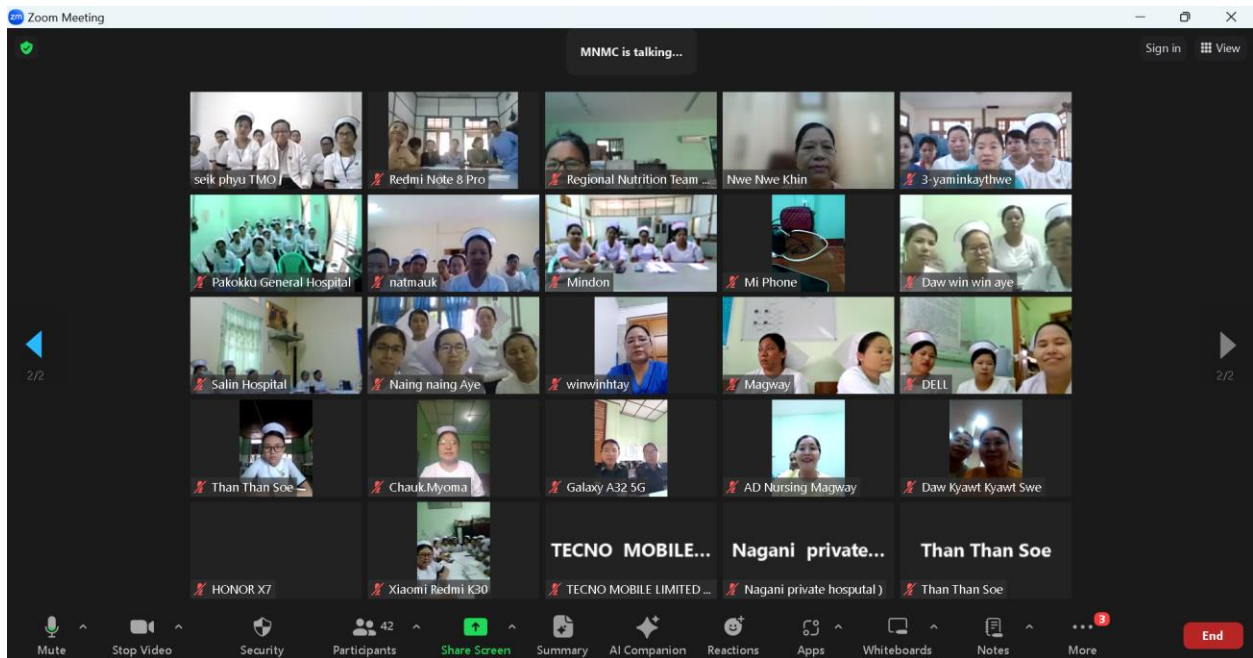 zm Zoom Meeting
MNMC is talking...
Sign in View
seik phyu TMO
Redmi Note 8 Pro
Regional Nutrition Team ...
Nwe Nwe Khin
3-yaminkaythwe
Pakokku General Hospital
natmauk
Mindon
Mi Phone
Daw win win aye
2/2
2/2
Salin Hospital
Naing naing Aye
winwinhtay
Magway
DELL
Than Than Soe
Chauk.Myoma
Galaxy A32 5G
AD Nursing Magway
Daw Kyawt Kyawt Swe
TECNO MOBILE...
Nagani private...
Than Than Soe
HONOR X7
Xiaomi Redmi K30
TECNO MOBILE LIMITED ...
Nagani private hosputal )
Than Than Soe
42
3
Mute
Stop Video
Security
Participants
Share Screen
Summary
AI Companion
Reactions
Apps
Whiteboards
Notes
More
End